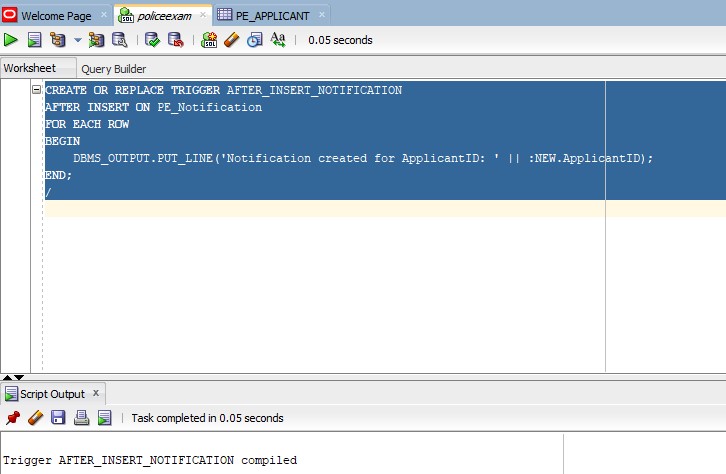 Welcome Page
policeexam
PE_APPLICANT
0.05 seconds
Worksheet
Query Builder
CREATE OR REPLACE TRIGGER AFTER_INSERT_NOTIFICATION
AFTER INSERT ON PE_Notification
FOR EACH ROW
BEGIN
    DBMS_OUTPUT.PUT_LINE('Notification created for ApplicantID: ' || :NEW.ApplicantID);
END;
/
Script Output
Task completed in 0.05 seconds
Trigger AFTER_INSERT_NOTIFICATION compiled